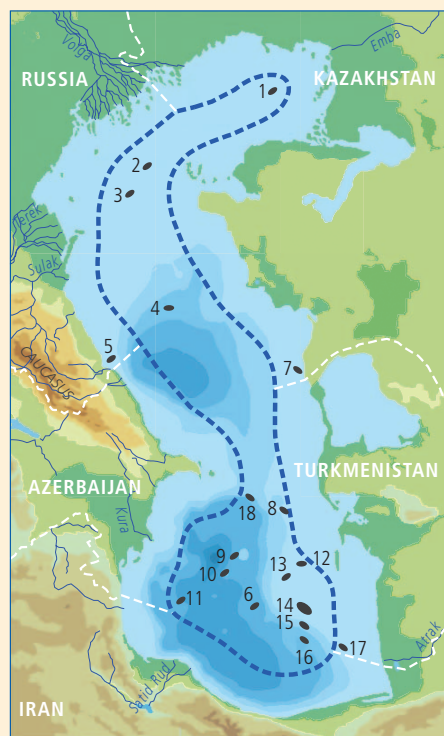 Volga
Emba
RUSSIA
KAZAKHSTAN
1
2
3
Terek
Sulak
4
5
CAUCASUS
7
TURKMENISTAN
AZERBAIJAN
Kura
18
8
9
10
13
12
11
6
14
15
16
17
Atrak
Safid Rud
IRAN